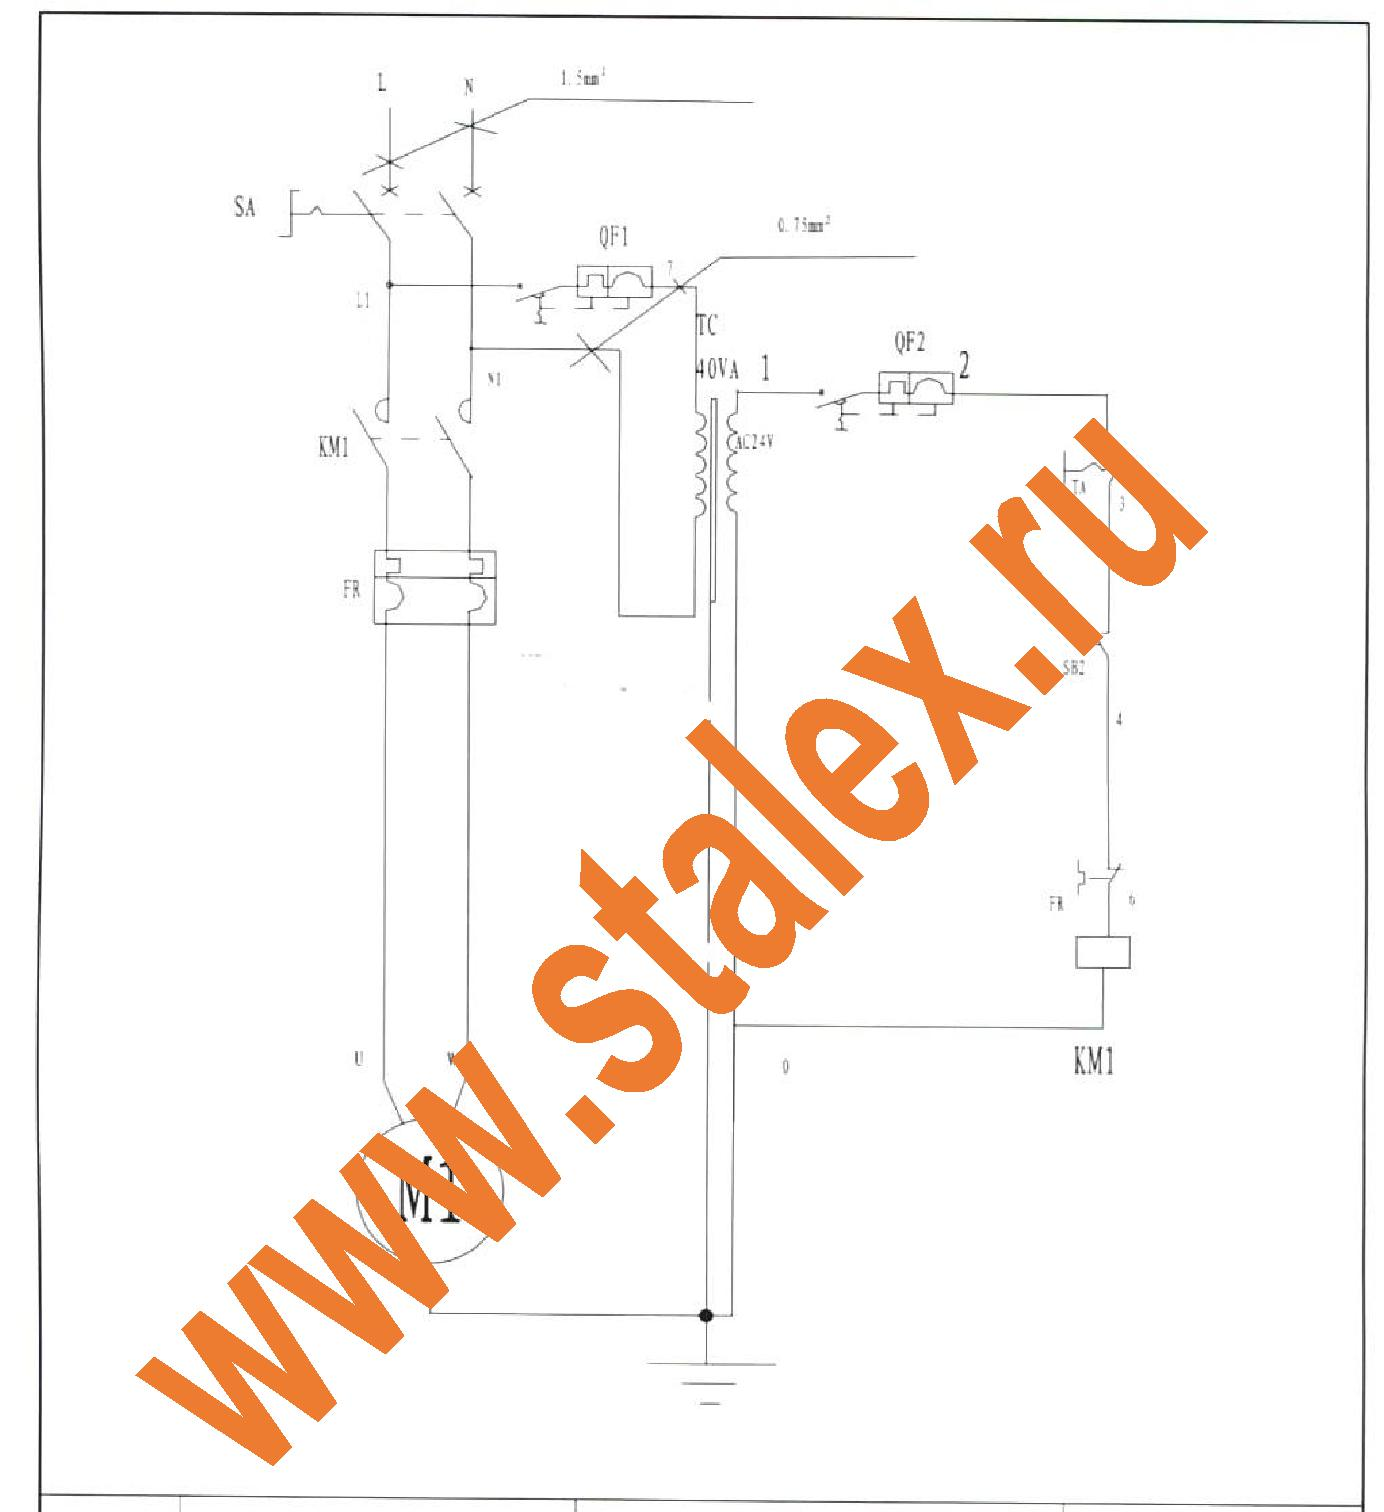 L
N
1.5mm²
SA
0.75mm²
QF1
7
L1
TC
QF2
40VA
1
2
N1
KM1
AC24V
TA
3
FR
SB2
4
FR
6
U
0
KM1
M1
www.stalex.ru